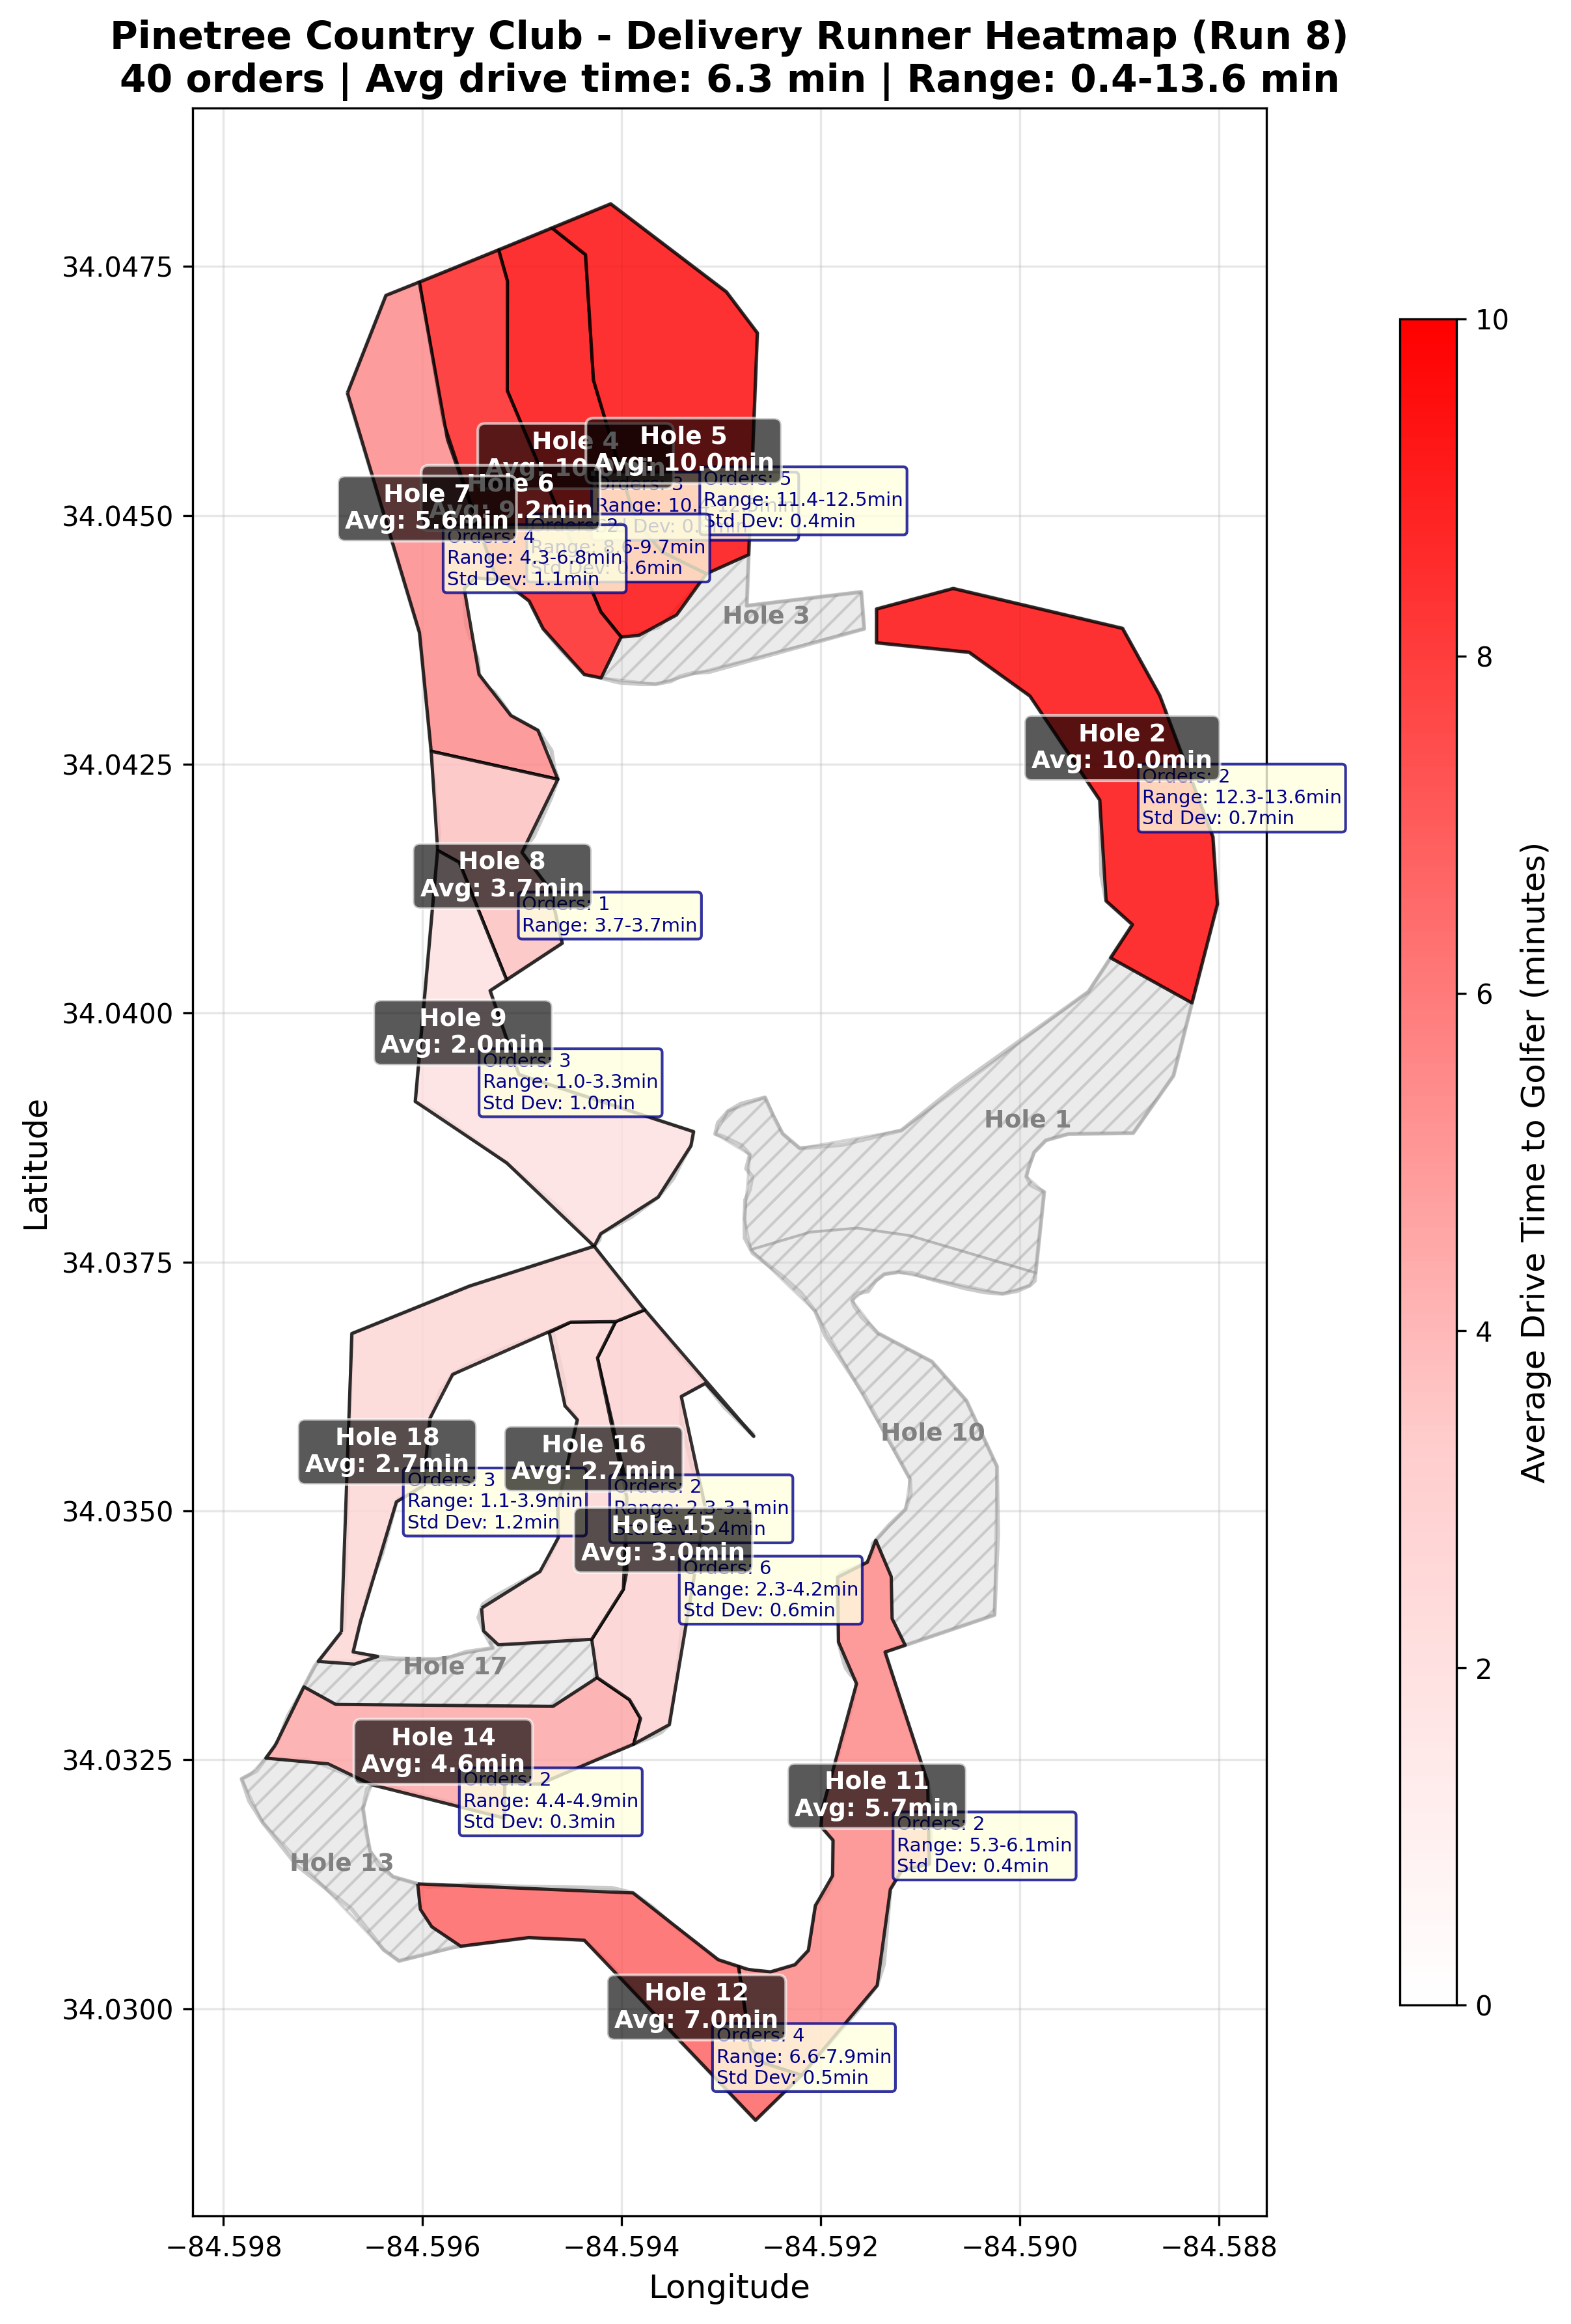 Pinetree Country Club - Delivery Runner Heatmap (Run 8)
40 orders | Avg drive time: 6.3 min | Range: 0.4-13.6 min
34.0475
34.0450
34.0425
34.0400
34.0375
34.0350
34.0325
34.0300
Latitude
−84.598
−84.596
−84.594
−84.592
−84.590
−84.588
Longitude
Hole 4
Avg: 10.
Hole 5
Avg: 10.0min
Orders: 5
Range: 11.4-12.5min
Std Dev: 0.4min
Orders: 3
Range: 10.
Hole 6
Avg: 9.2min
Orders: 2
Range: 8.6-9.7min
Std Dev: 0.6min
Hole 7
Avg: 5.6min
Orders: 4
Range: 4.3-6.8min
Std Dev: 1.1min
Hole 3
Hole 2
Avg: 10.0min
Orders: 2
Range: 12.3-13.6min
Std Dev: 0.7min
Hole 8
Avg: 3.7min
Orders: 1
Range: 3.7-3.7min
Hole 9
Avg: 2.0min
Orders: 3
Range: 1.0-3.3min
Std Dev: 1.0min
Hole 1
Hole 10
Hole 18
Avg: 2.7min
Orders: 3
Range: 1.1-3.9min
Std Dev: 1.2min
Hole 16
Avg: 2.7min
Orders: 2
Range: 2.3-3.1min
Std Dev: 0.4min
Hole 15
Avg: 3.0min
Orders: 6
Range: 2.3-4.2min
Std Dev: 0.6min
Hole 17
Hole 14
Avg: 4.6min
Orders: 2
Range: 4.4-4.9min
Std Dev: 0.3min
Hole 11
Avg: 5.7min
Orders: 2
Range: 5.3-6.1min
Std Dev: 0.4min
Hole 13
Hole 12
Avg: 7.0min
Orders: 4
Range: 6.6-7.9min
Std Dev: 0.5min
10
8
6
4
2
0
Average Drive Time to Golfer (minutes)